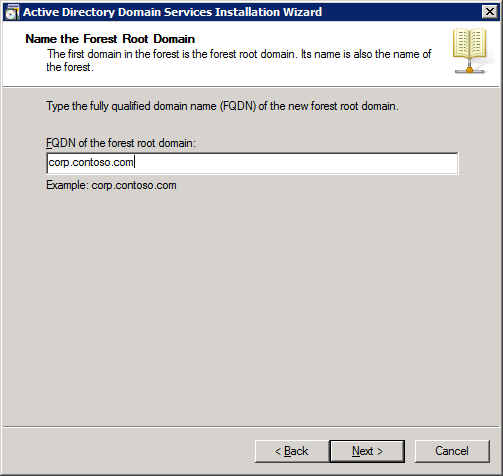 Active Directory Domain Services Installation Wizard
Name the Forest Root Domain
The first domain in the forest is the forest root domain. Its name is also the name of
the forest.
Type the fully qualified domain name (FQDN) of the new forest root domain.
FQDN of the forest root domain:
corp.contoso.com
Example: corp.contoso.com
< Back
Next >
Cancel